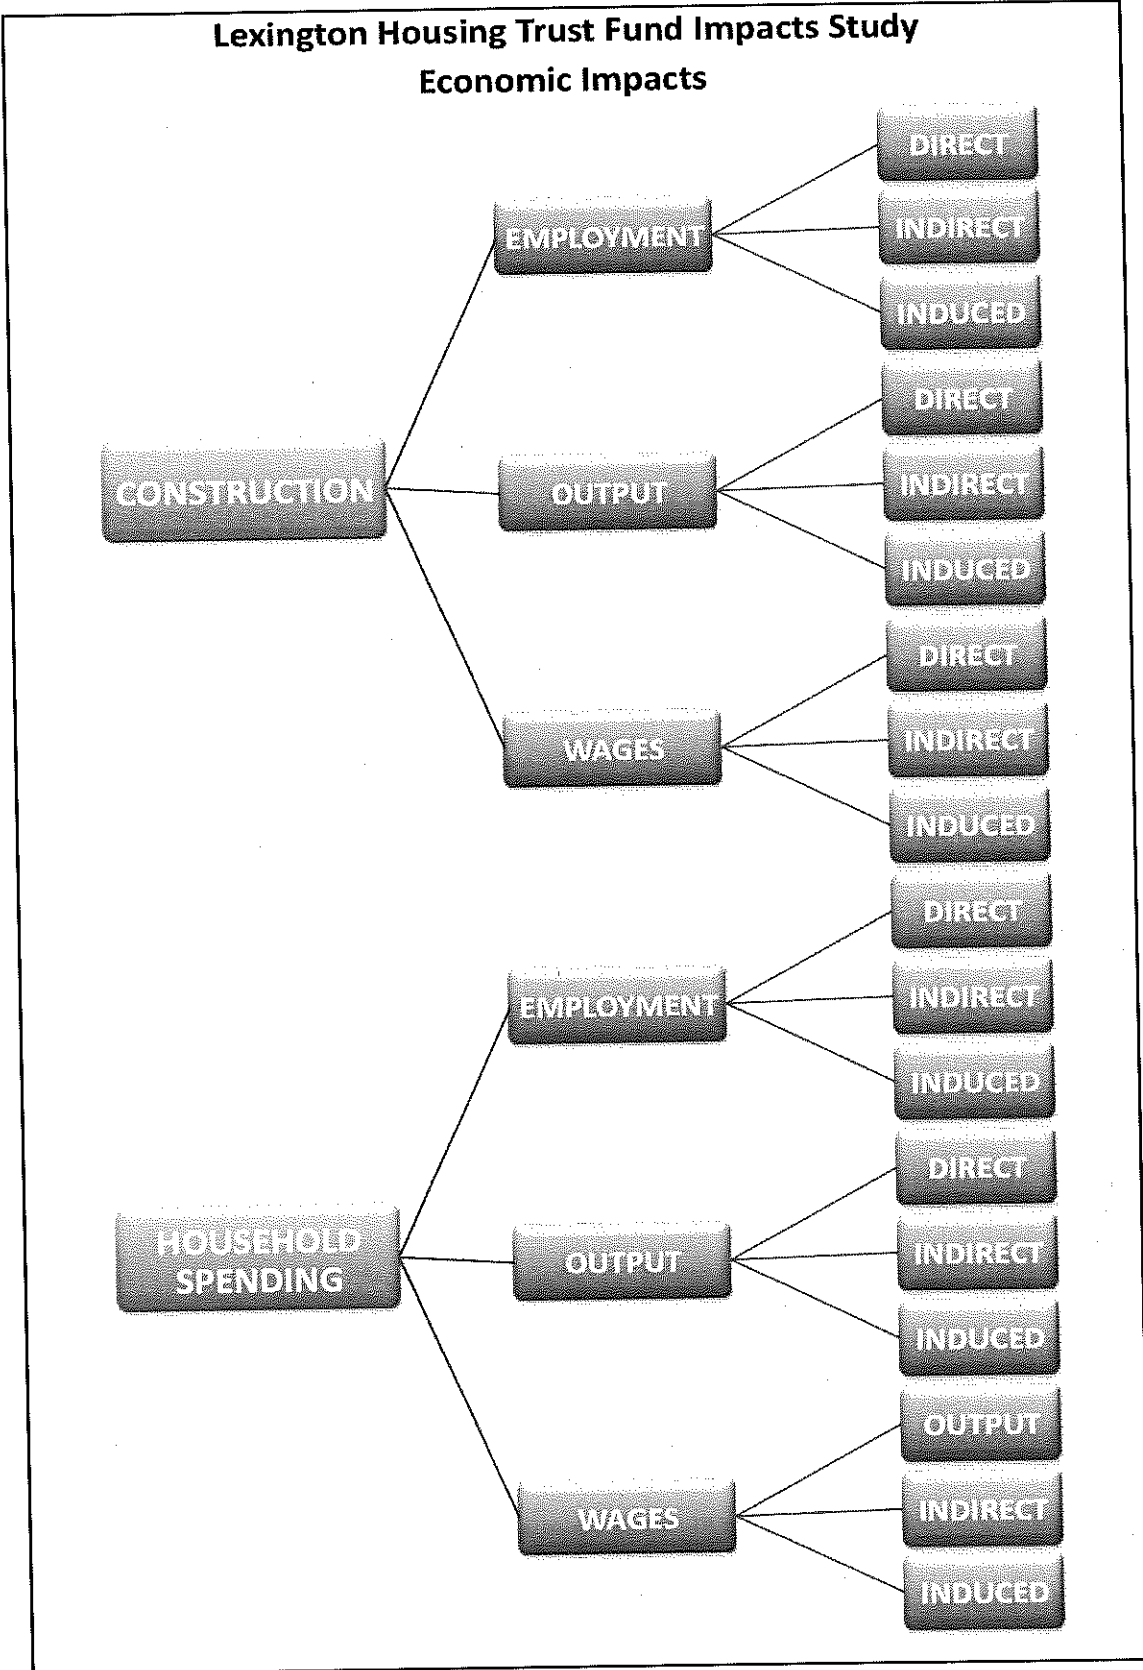 Lexington Housing Trust Fund Impacts Study
Economic Impacts
CONSTRUCTION
EMPLOYMENT
DIRECT
INDIRECT
INDUCED
OUTPUT
DIRECT
INDIRECT
INDUCED
WAGES
DIRECT
INDIRECT
INDUCED
HOUSEHOLD
SPENDING
EMPLOYMENT
DIRECT
INDIRECT
INDUCED
OUTPUT
DIRECT
INDIRECT
INDUCED
WAGES
OUTPUT
INDIRECT
INDUCED